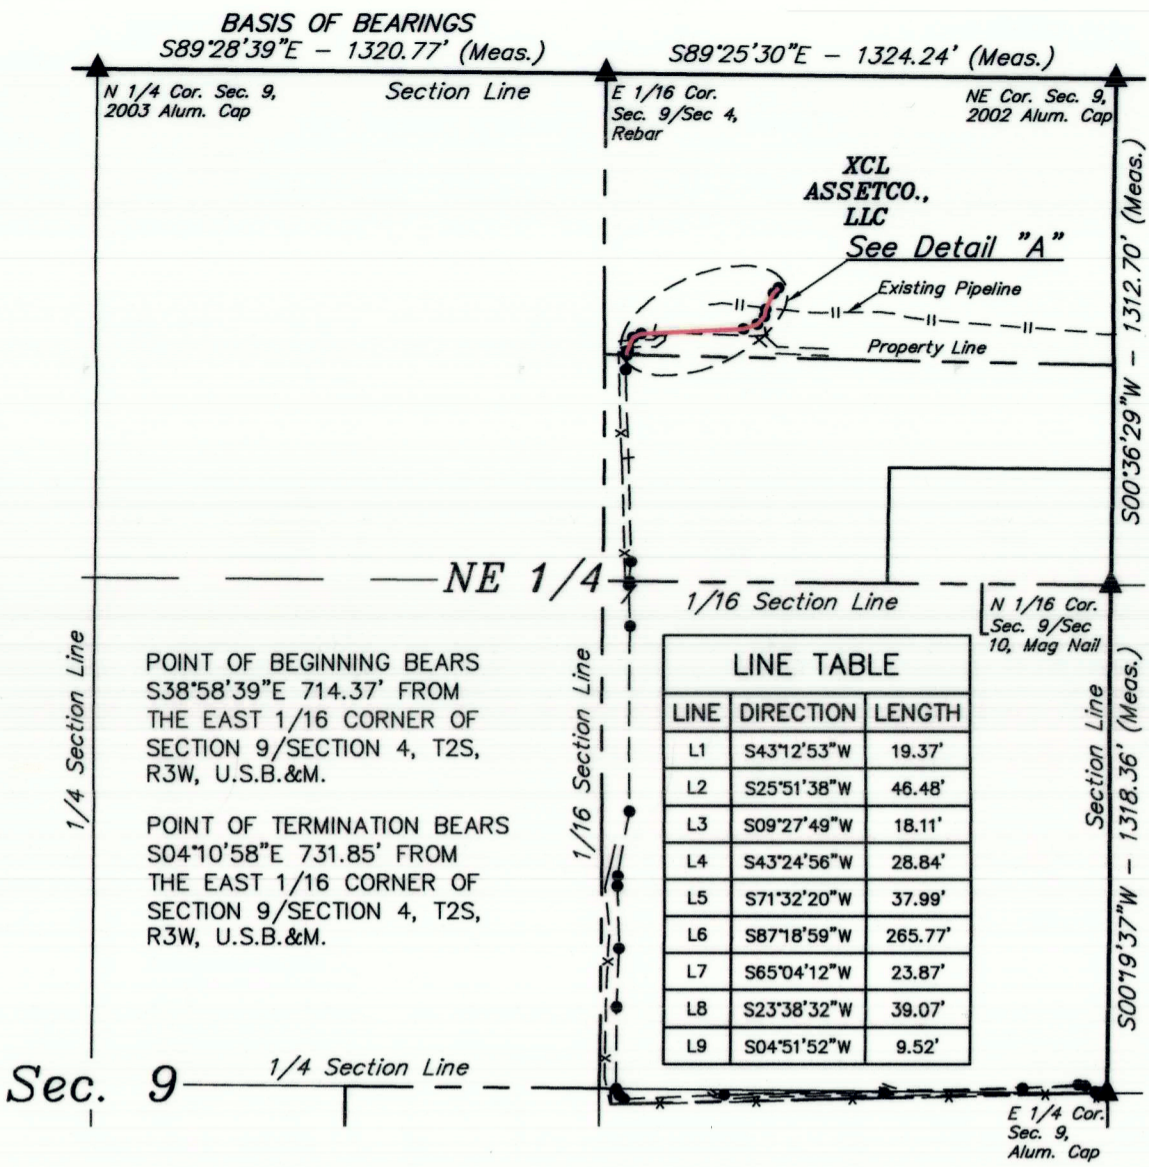 BASIS OF BEARINGS
S89°28'39"E – 1320.77' (Meas.)
S89°25'30"E – 1324.24' (Meas.)
N 1/4 Cor. Sec. 9,
2003 Alum. Cap
Section Line
E 1/16 Cor.
Sec. 9/Sec 4,
Rebar
NE Cor. Sec. 9,
2002 Alum. Cap
XCL
ASSETCO.,
LLC
See Detail "A"
Existing Pipeline
Property Line
S00°36'29"W – 1312.70' (Meas.)
NE 1/4
1/16 Section Line
N 1/16 Cor.
Sec. 9/Sec
10, Mag Nail
1/4 Section Line
POINT OF BEGINNING BEARS
S38°58'39"E 714.37' FROM
THE EAST 1/16 CORNER OF
SECTION 9/SECTION 4, T2S,
R3W, U.S.B.&M.
POINT OF TERMINATION BEARS
S04°10'58"E 731.85' FROM
THE EAST 1/16 CORNER OF
SECTION 9/SECTION 4, T2S,
R3W, U.S.B.&M.
1/16 Section Line
LINE TABLE
LINE DIRECTION LENGTH
L1 S43°12'53"W 19.37'
L2 S25°51'38"W 46.48'
L3 S09°27'49"W 18.11'
L4 S43°24'56"W 28.84'
L5 S71°32'20"W 37.99'
L6 S87°18'59"W 265.77'
L7 S65°04'12"W 23.87'
L8 S23°38'32"W 39.07'
L9 S04°51'52"W 9.52'
Section Line
S00°19'37"W – 1318.36' (Meas.)
Sec. 9
1/4 Section Line
E 1/4 Cor.
Sec. 9,
Alum. Cap